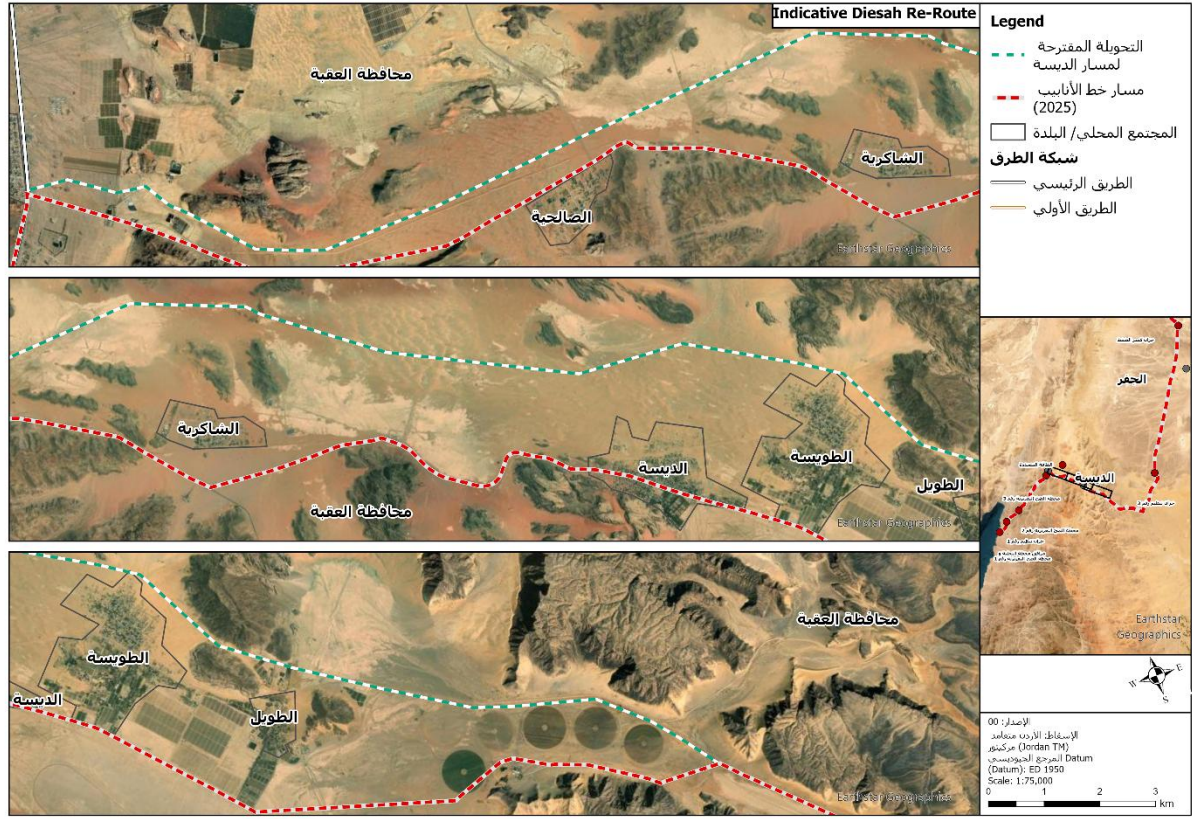 Indicative Diesah Re-Route
محافظة العقبة
الشاكرية
الصالحية
Earthstar Geographics
الشاكرية
الديسة
الطويسة
الطويل
محافظة العقبة
Earthstar Geographics
محافظة العقبة
الطويسة
الديسة
الطويل
Earthstar Geographics
Legend
التحويلة المقترحة
لمسار الديسة
مسار خط الأنابيب
(2025)
المجتمع المحلي/ البلدة
شبكة الطرق
الطريق الرئيسي
الطريق الأولي
الجفر
الديسة
Earthstar
Geographics
N
E
W
S
الإصدار: 00
الإسقاط: الأردن متعامد
مركيتور (Jordan TM)
المرجع الجيوديسي Datum
(Datum): ED 1950
Scale: 1:75,000
0 1 2 3
km